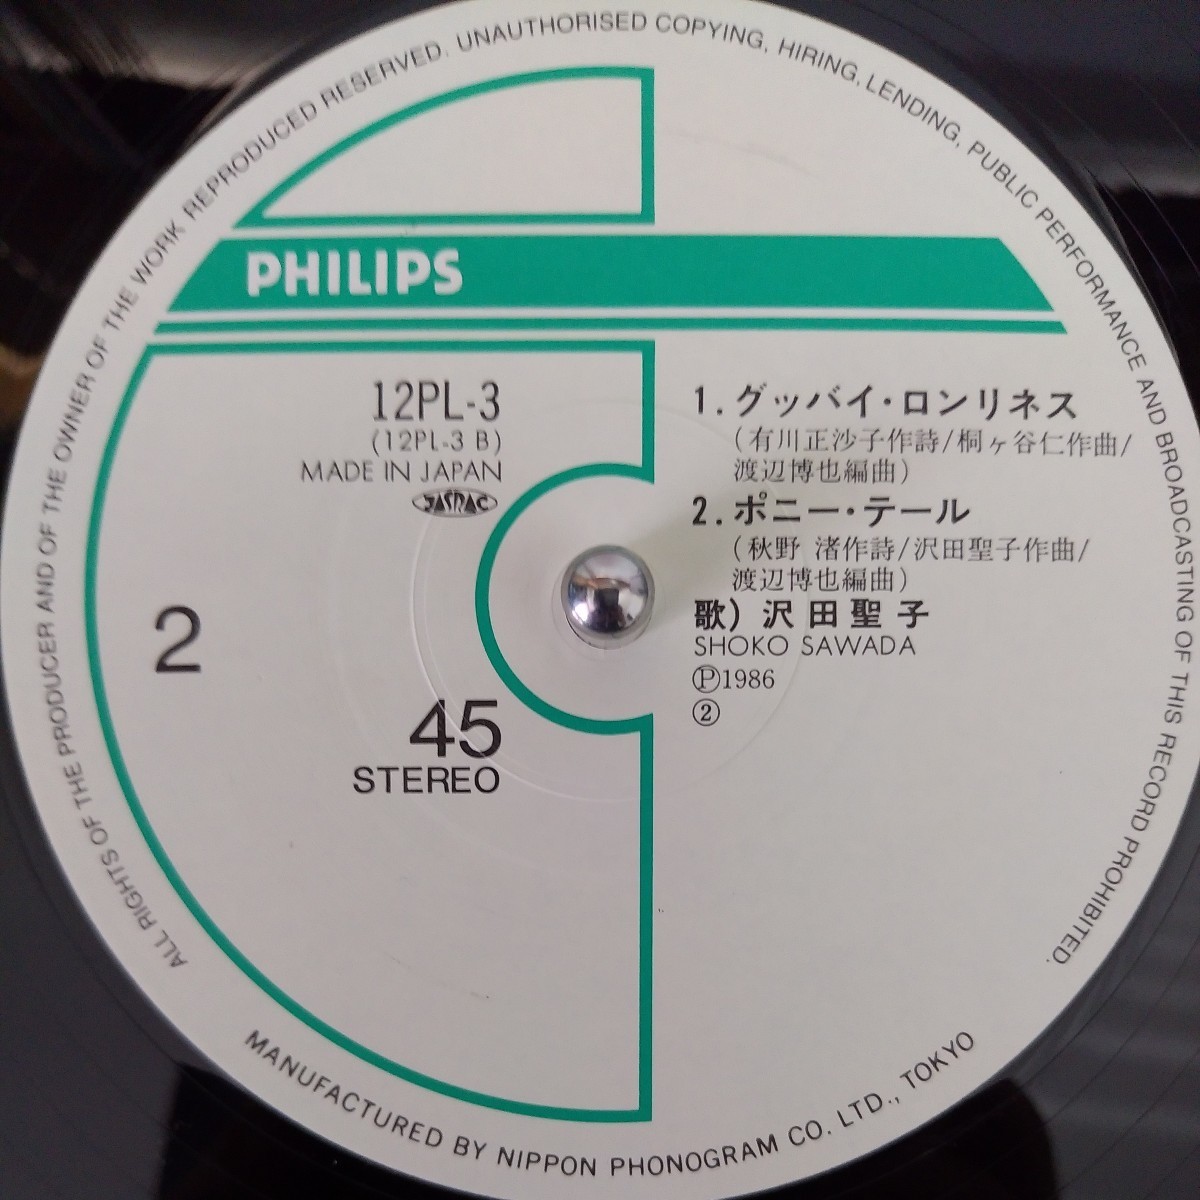 ALL RIGHTS OF THE PRODUCER AND OF THE OWNER OF THE WORK REPRODUCED RESERVED. UNAUTHORISED COPYING, HIRING, LENDING, PUBLIC PERFORMANCE AND BROADCASTING OF THIS RECORD PROHIBITED.
PHILIPS
12PL-3
(12PL-3 B)
MADE IN JAPAN
JASRAC
2
45
STEREO
1. グッバイ・ロンリネス
(有川正沙子作詩/桐ヶ谷仁作曲/
渡辺博也編曲)
2. ポニー・テール
(秋野 渚作詩/沢田聖子作曲/
渡辺博也編曲)
歌) 沢田聖子
SHOKO SAWADA
Ⓟ1986
②
MANUFACTURED BY NIPPON PHONOGRAM CO. LTD., TOKYO